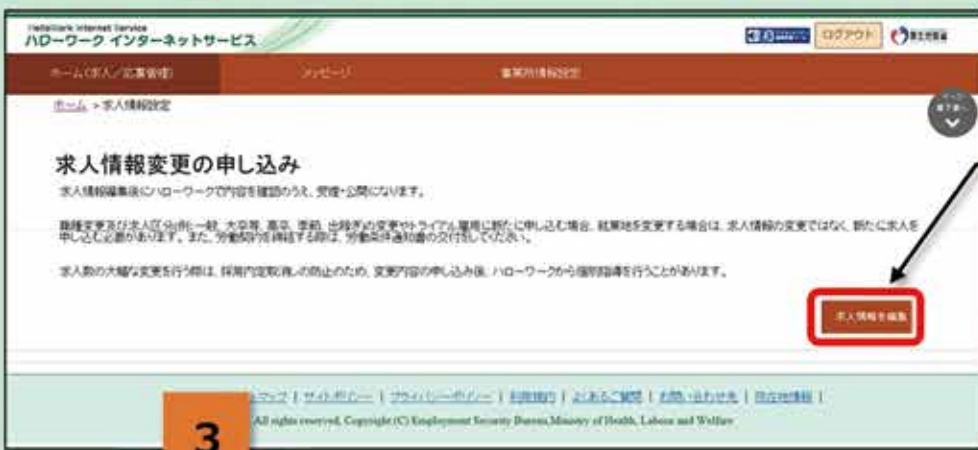 HelloWork Internet Service
ハローワーク インターネットサービス
ログアウト
ホーム(求人/応募管理) メッセージ 事業所情報設定
ホーム > 求人情報設定
求人情報変更の申し込み
求人情報編集後にハローワークで内容を確認のうえ、受理・公開になります。
職種変更及び求人区分(例:一般、大卒等、高卒、季節、出稼ぎ)の変更やトライアル雇用に新たに申し込む場合、就業地を変更する場合は、求人情報の変更ではなく、新たに求人を
申し込む必要があります。また、労働契約を締結する際は、労働条件通知書の交付をしてください。
求人数の大幅な変更を行う際は、採用内定取消しの防止のため、変更内容の申し込み後、ハローワークから個別指導を行うことがあります。
求人情報を編集
サイトポリシー | プライバシーポリシー | 利用規約 | よくあるご質問 | お問い合わせ先 | 所在地情報 |
All rights reserved, Copyright (C) Employment Security Bureau, Ministry of Health, Labour and Welfare
3